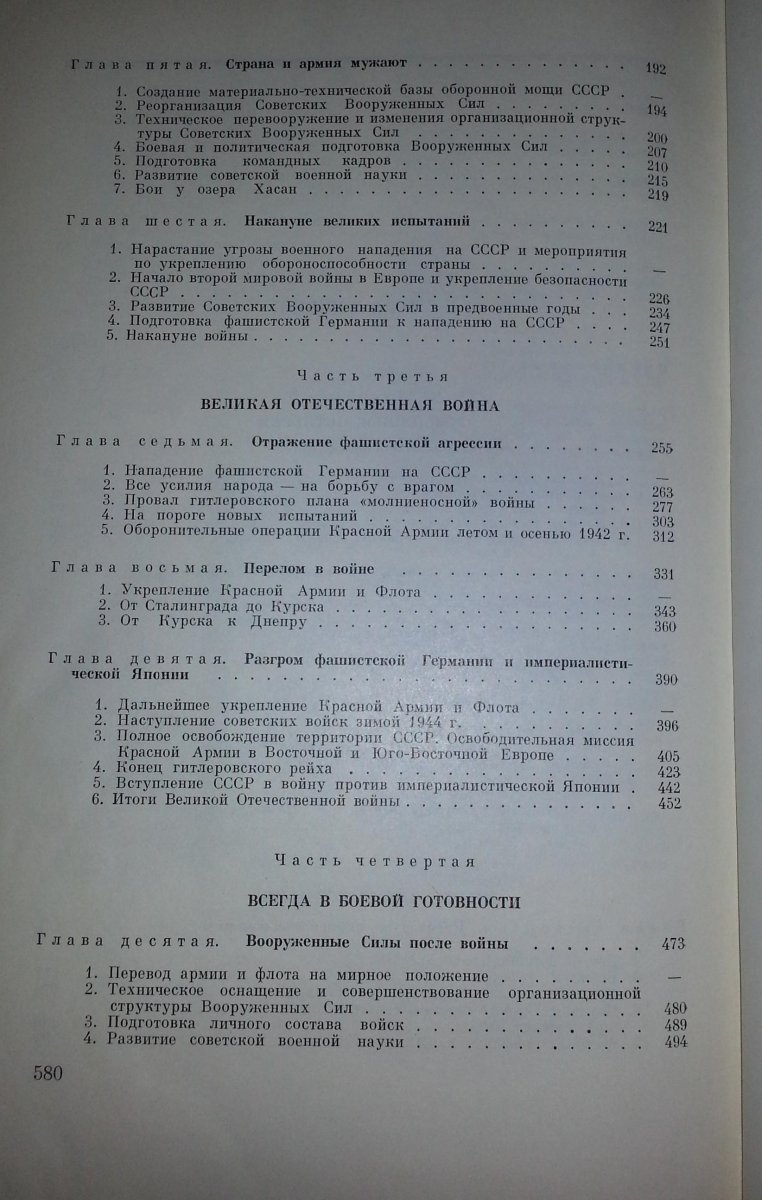 Глава пятая. Страна и армия мужают . . . . . . . . . . . . . . 192
1. Создание материально-технической базы оборонной мощи СССР . —
2. Реорганизация Советских Вооруженных Сил . . . . . . . . . 194
3. Техническое перевооружение и изменения организационной струк-
туры Советских Вооруженных Сил . . . . . . . . . . . . . . 200
4. Боевая и политическая подготовка Вооруженных Сил . . . . . 207
5. Подготовка командных кадров . . . . . . . . . . . . . . . 210
6. Развитие советской военной науки . . . . . . . . . . . . . . 215
7. Бои у озера Хасан . . . . . . . . . . . . . . . . . . . . . 219
Глава шестая. Накануне великих испытаний . . . . . . . . . . 221
1. Нарастание угрозы военного нападения на СССР и мероприятия
по укреплению обороноспособности страны . . . . . . . . . . —
2. Начало второй мировой войны в Европе и укрепление безопасности
СССР . . . . . . . . . . . . . . . . . . . . . . . . . . . . . 226
3. Развитие Советских Вооруженных Сил в предвоенные годы . . . 234
4. Подготовка фашистской Германии к нападению на СССР . . . . 247
5. Накануне войны . . . . . . . . . . . . . . . . . . . . . . . 251
Часть третья
ВЕЛИКАЯ ОТЕЧЕСТВЕННАЯ ВОЙНА
Глава седьмая. Отражение фашистской агрессии . . . . . . . . 255
1. Нападение фашистской Германии на СССР . . . . . . . . . . —
2. Все усилия народа — на борьбу с врагом . . . . . . . . . . . 263
3. Провал гитлеровского плана «молниеносной» войны . . . . . . 277
4. На пороге новых испытаний . . . . . . . . . . . . . . . . . 303
5. Оборонительные операции Красной Армии летом и осенью 1942 г. 312
Глава восьмая. Перелом в войне . . . . . . . . . . . . . . . 331
1. Укрепление Красной Армии и Флота . . . . . . . . . . . . . —
2. От Сталинграда до Курска . . . . . . . . . . . . . . . . . . 343
3. От Курска к Днепру . . . . . . . . . . . . . . . . . . . . 360
Глава девятая. Разгром фашистской Германии и империалисти-
ческой Японии . . . . . . . . . . . . . . . . . . . . . . . . . 390
1. Дальнейшее укрепление Красной Армии и Флота . . . . . . . —
2. Наступление советских войск зимой 1944 г. . . . . . . . . . . 396
3. Полное освобождение территории СССР. Освободительная миссия
Красной Армии в Восточной и Юго-Восточной Европе . . . . . 405
4. Конец гитлеровского рейха . . . . . . . . . . . . . . . . . 423
5. Вступление СССР в войну против империалистической Японии . 442
6. Итоги Великой Отечественной войны . . . . . . . . . . . . . . 452
Часть четвертая
ВСЕГДА В БОЕВОЙ ГОТОВНОСТИ
Глава десятая. Вооруженные Силы после войны . . . . . . . 473
1. Перевод армии и флота на мирное положение . . . . . . . . —
2. Техническое оснащение и совершенствование организационной
структуры Вооруженных Сил . . . . . . . . . . . . . . . . . 480
3. Подготовка личного состава войск . . . . . . . . . . . . . . 489
4. Развитие советской военной науки . . . . . . . . . . . . . . 494
580